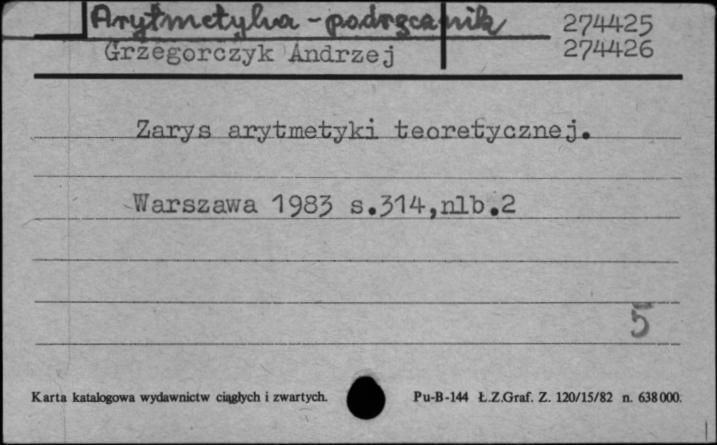 Arytmetyka - podręcznik 274425
Grzegorczyk Andrzej 274426
Zarys arytmetyki teoretycznej.
Warszawa 1983 s.314,nlb.2
5
Karta katalogowa wydawnictw ciągłych i zwartych. Pu-B-144 Ł.Z.Graf. Z. 120/15/82 n. 638000.